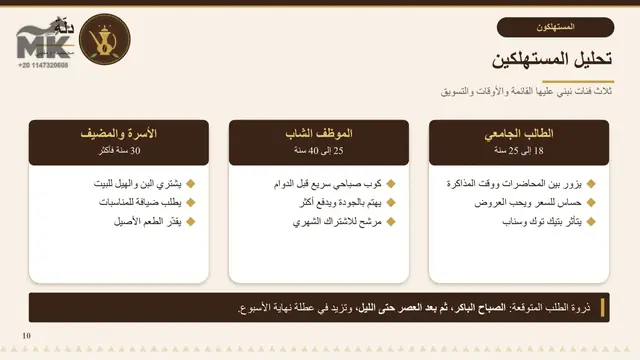 المستهلكون
دلّة
MK
+20 1147320608
تحليل المستهلكين
ثلاث فئات نبني عليها القائمة والأوقات والتسويق
الطالب الجامعي
18 إلى 25 سنة
يزور بين المحاضرات ووقت المذاكرة
حساس للسعر ويحب العروض
يتأثر بتيك توك وسناب
الموظف الشاب
25 إلى 40 سنة
كوب صباحي سريع قبل الدوام
يهتم بالجودة ويدفع أكثر
مرشح للاشتراك الشهري
الأسرة والمضيف
30 سنة فأكثر
يشتري البن والهيل للبيت
يطلب ضيافة للمناسبات
يقدّر الطعم الأصيل
ذروة الطلب المتوقعة: الصباح الباكر، ثم بعد العصر حتى الليل، وتزيد في عطلة نهاية الأسبوع.
10